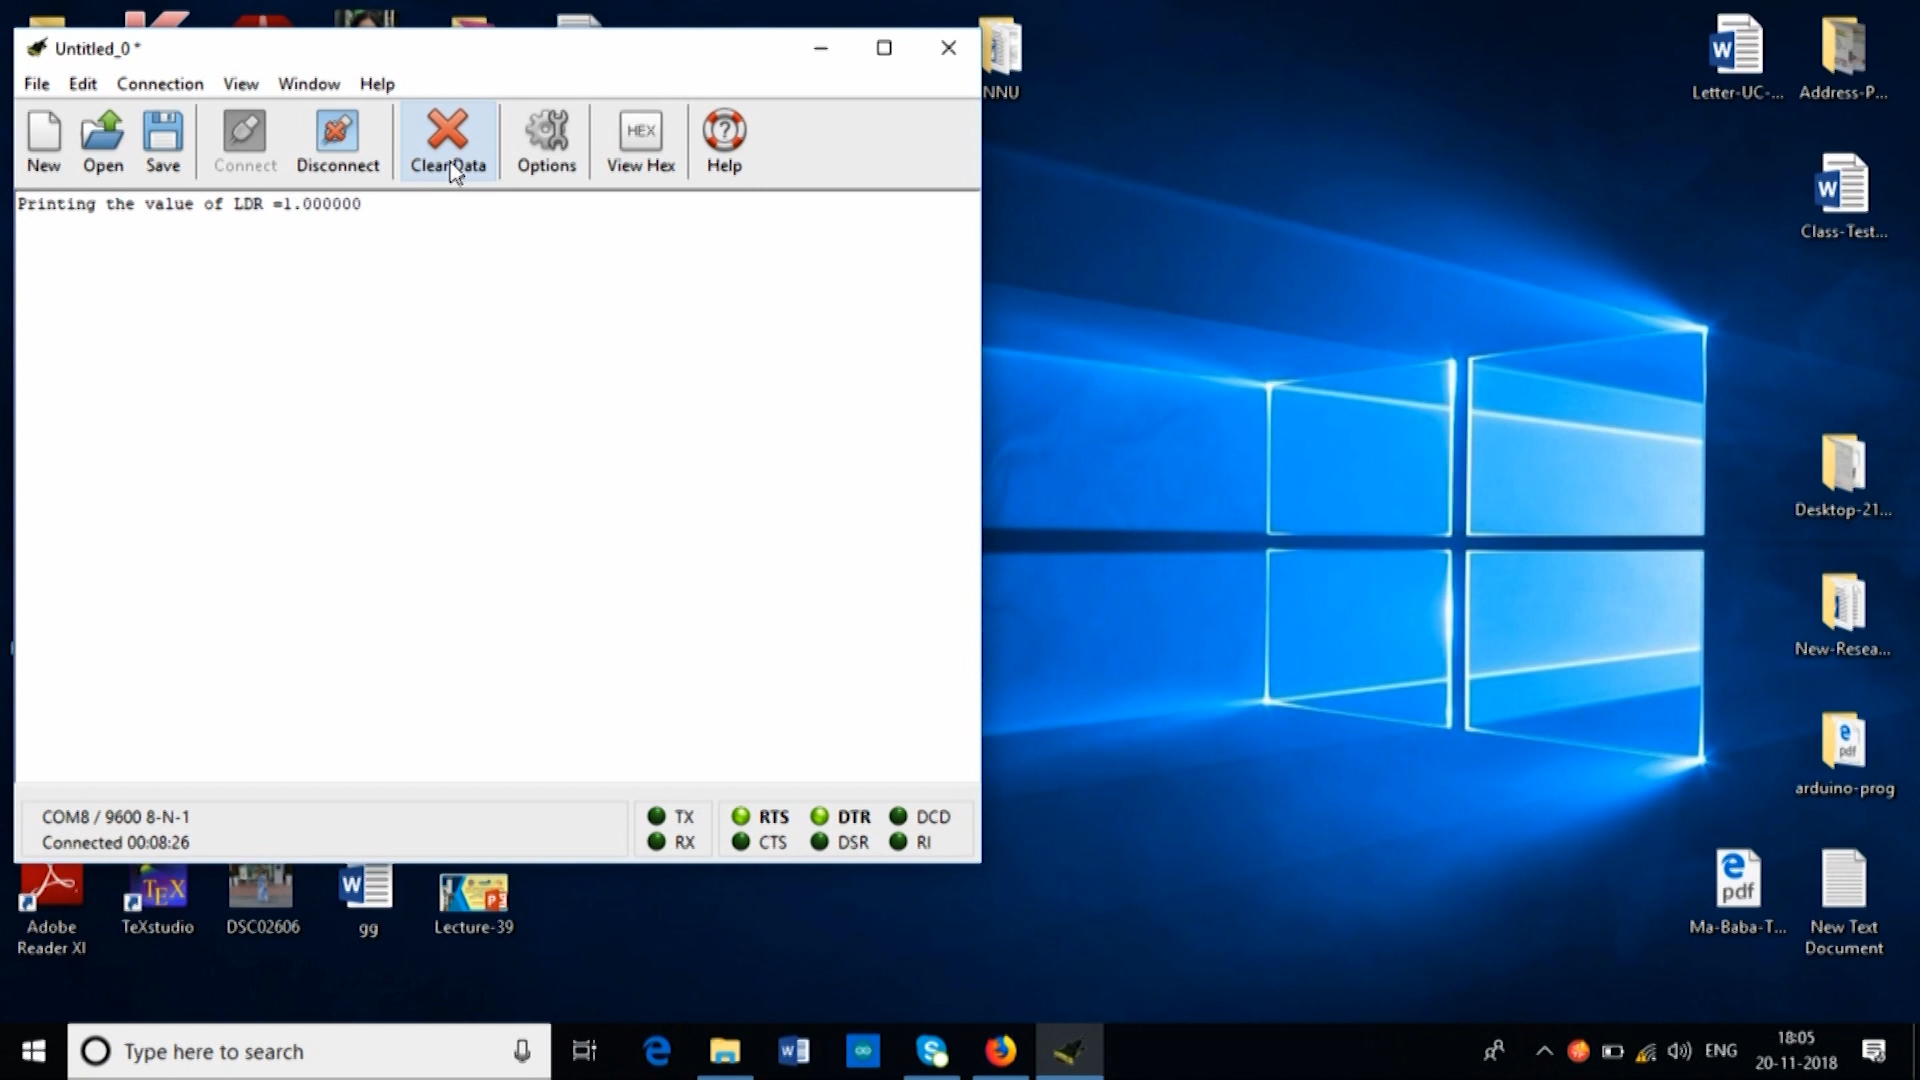 Untitled_0 *
File Edit Connection View Window Help
New Open Save Connect Disconnect Clear Data Options HEX View Hex Help
Printing the value of LDR =1.000000
COM8 / 9600 8-N-1
Connected 00:08:26
TX RTS DTR DCD
RX CTS DSR RI
NNU
Letter-UC-...
Address-P...
Class-Test...
Desktop-21...
New-Resea...
pdf
arduino-prog
pdf
Ma-Baba-T...
New Text
Document
Adobe
Reader XI
TEX
TeXstudio
DSC02606
gg
Lecture-39
Type here to search
ENG
18:05
20-11-2018